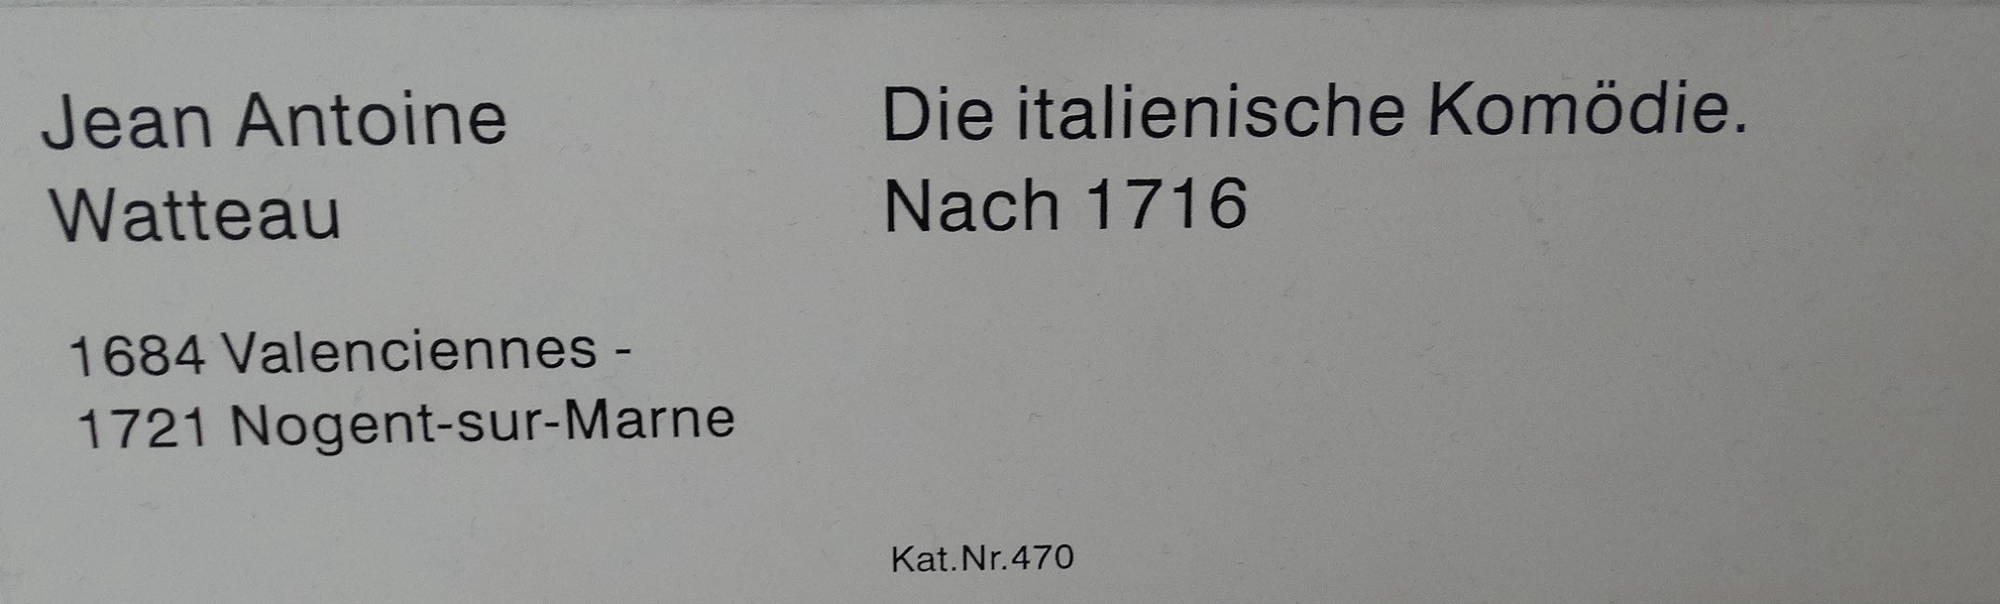 Jean Antoine
Watteau
1684 Valenciennes -
1721 Nogent-sur-Marne
Die italienische Komödie.
Nach 1716
Kat.Nr.470